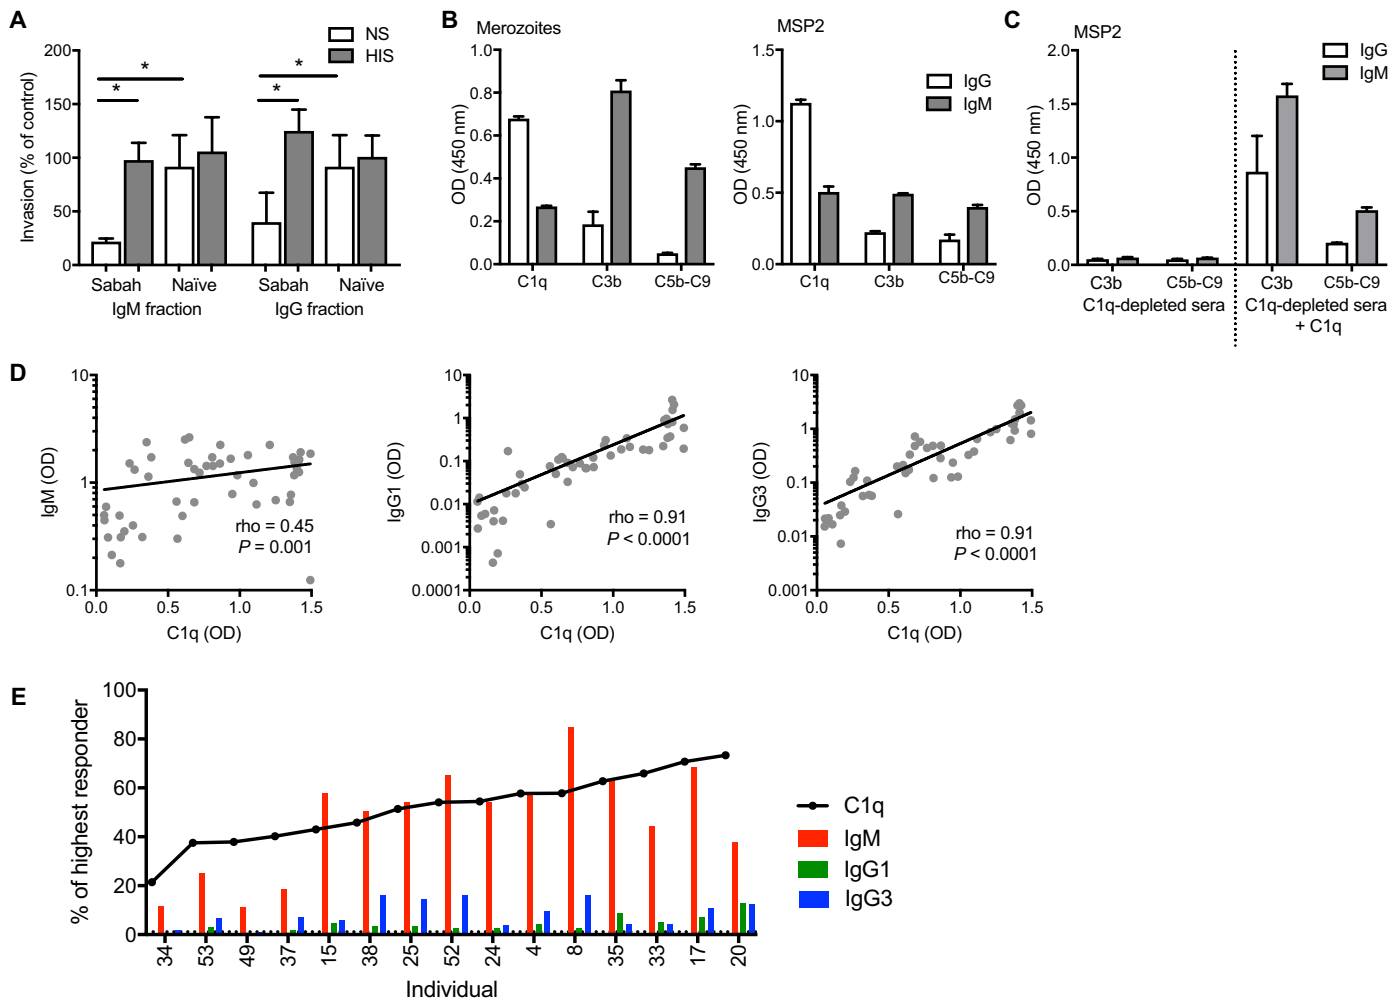 A
NS
HIS
Invasion (% of control)
200
150
100
50
0
*
*
*
*
Sabah
Naïve
Sabah
Naïve
IgM fraction
IgG fraction
B
Merozoites
OD (450 nm)
1.0
0.8
0.6
0.4
0.2
0.0
C1q
C3b
C5b-C9
MSP2
IgG
IgM
OD (450 nm)
1.5
1.0
0.5
0.0
C1q
C3b
C5b-C9
C
MSP2
IgG
IgM
OD (450 nm)
2.0
1.5
1.0
0.5
0.0
C3b
C5b-C9
C3b
C5b-C9
C1q-depleted sera
C1q-depleted sera
+ C1q
D
IgM (OD)
10
1
0.1
rho = 0.45
P = 0.001
0.0
0.5
1.0
1.5
C1q (OD)
IgG1 (OD)
10
1
0.1
0.01
0.001
0.0001
rho = 0.91
P < 0.0001
0.0
0.5
1.0
1.5
C1q (OD)
IgG3 (OD)
10
1
0.1
0.01
0.001
rho = 0.91
P < 0.0001
0.0
0.5
1.0
1.5
C1q (OD)
E
% of highest responder
100
80
60
40
20
0
34
53
49
37
15
38
25
52
24
4
8
35
33
17
20
Individual
C1q
IgM
IgG1
IgG3